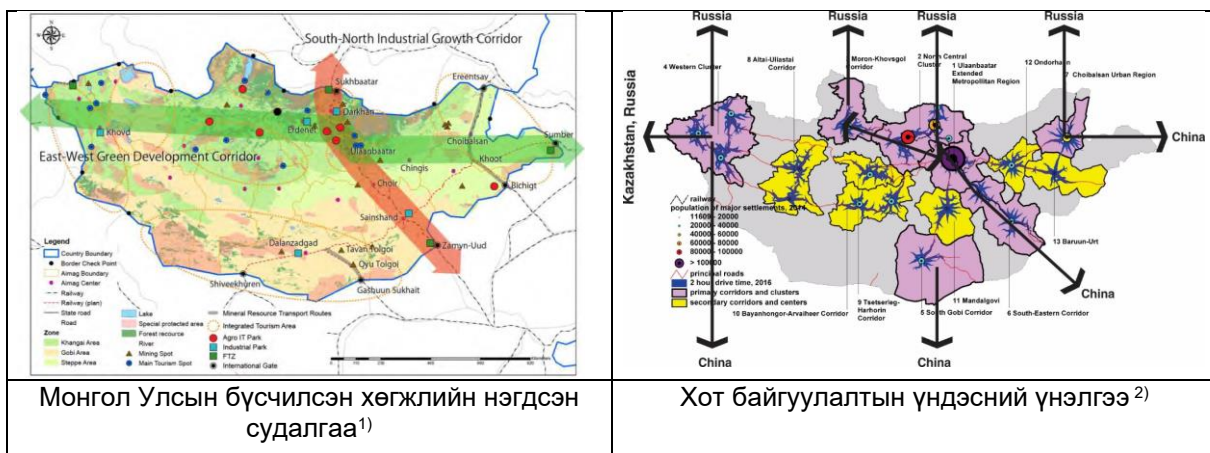 South-North Industrial Growth Corridor
Sukhbaatar
Ereentsay
Darkhan
Erdenet
Khovd
Ulaanbaatar
Choibalsan
Sumber
East-West Green Development Corridor
Chingis
Khoot
Bichigt
Choir
Sainshand
Dalanzadgad
Tavan Tolgoi
Oyu Tolgoi
Zamyn-Uud
Shiveekhuren
Gashuun Sukhait
Legend
Country Boundary
Border Check Point
Aimag Boundary
Aimag Center
Railway
Railway (plan)
State road
Road
Zone
Khangai Area
Gobi Area
Steppe Area
Lake
Special protected area
Forest recource
River
Mining Spot
Main Tourism Spot
Mineral Resource Transport Routes
Integrated Tourism Area
Agro IT Park
Industrial Park
FTZ
International Gate
Монгол Улсын бүсчилсэн хөгжлийн нэгдсэн
судалгаа1)
Russia
Russia
Russia
Russia
4 Western Cluster
8 Altai-Uliastai
Corridor
Moron-Khovsgol
Corridor
2 North Central
Cluster
1 Ulaanbaatar
Extended
Metropolitan Region
12 Ondorhaan
7 Choibalsan Urban Region
Kazakhstan, Russia
China
railway
population of major settlements, 2014
11609 - 20000
20000 - 40000
40000 - 60000
60000 - 80000
80000 - 100000
> 100000
principal roads
2 hour drive time, 2016
primary corridors and clusters
secondary corridors and centers
13 Baruun-Urt
China
10 Bayanhongor-Arvaiheer Corridor
9 Tsetserleg-
Harhorin
Corridor
11 Mandalgovi
5 South Gobi Corridor
6 South-Eastern Corridor
China
China
Хот байгуулалтын үндэсний үнэлгээ 2)